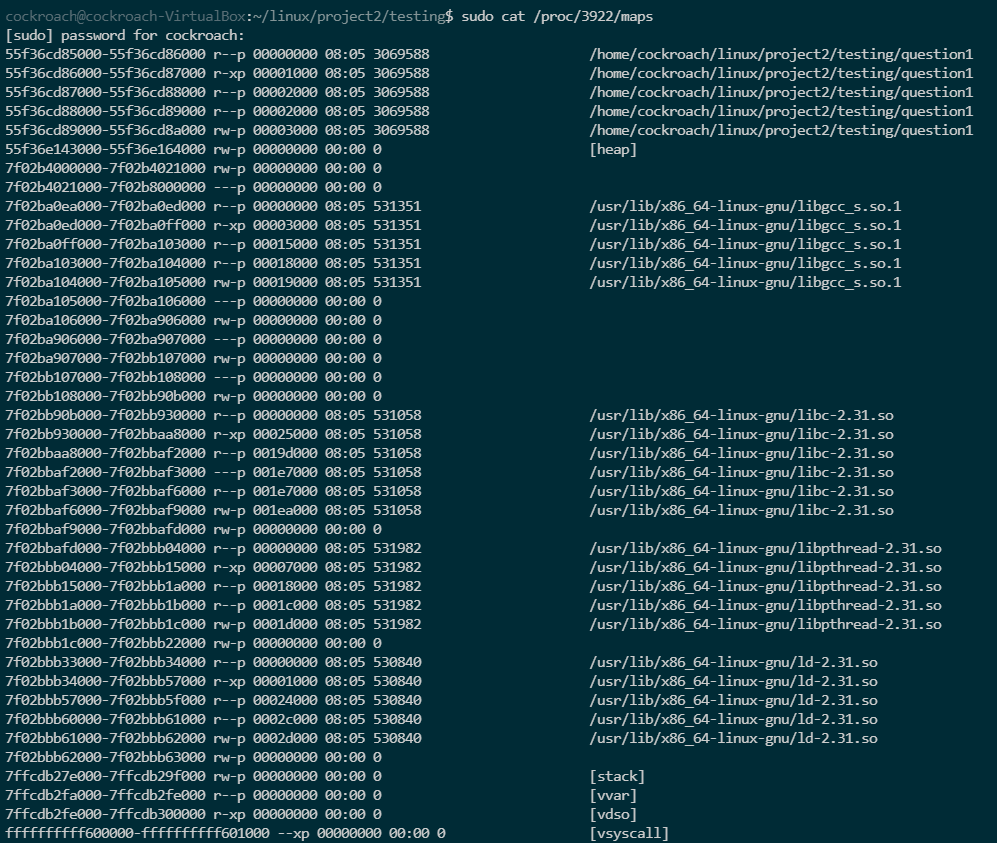 cockroach@cockroach-VirtualBox:~/linux/project2/testing$ sudo cat /proc/3922/maps
[sudo] password for cockroach:
55f36cd85000-55f36cd86000 r--p 00000000 08:05 3069588 /home/cockroach/linux/project2/testing/question1
55f36cd86000-55f36cd87000 r-xp 00001000 08:05 3069588 /home/cockroach/linux/project2/testing/question1
55f36cd87000-55f36cd88000 r--p 00002000 08:05 3069588 /home/cockroach/linux/project2/testing/question1
55f36cd88000-55f36cd89000 r--p 00002000 08:05 3069588 /home/cockroach/linux/project2/testing/question1
55f36cd89000-55f36cd8a000 rw-p 00003000 08:05 3069588 /home/cockroach/linux/project2/testing/question1
55f36e143000-55f36e164000 rw-p 00000000 00:00 0 [heap]
7f02b4000000-7f02b4021000 rw-p 00000000 00:00 0
7f02b4021000-7f02b8000000 ---p 00000000 00:00 0
7f02ba0ea000-7f02ba0ed000 r--p 00000000 08:05 531351 /usr/lib/x86_64-linux-gnu/libgcc_s.so.1
7f02ba0ed000-7f02ba0ff000 r-xp 00003000 08:05 531351 /usr/lib/x86_64-linux-gnu/libgcc_s.so.1
7f02ba0ff000-7f02ba103000 r--p 00015000 08:05 531351 /usr/lib/x86_64-linux-gnu/libgcc_s.so.1
7f02ba103000-7f02ba104000 r--p 00018000 08:05 531351 /usr/lib/x86_64-linux-gnu/libgcc_s.so.1
7f02ba104000-7f02ba105000 rw-p 00019000 08:05 531351 /usr/lib/x86_64-linux-gnu/libgcc_s.so.1
7f02ba105000-7f02ba106000 ---p 00000000 00:00 0
7f02ba106000-7f02ba906000 rw-p 00000000 00:00 0
7f02ba906000-7f02ba907000 ---p 00000000 00:00 0
7f02ba907000-7f02bb107000 rw-p 00000000 00:00 0
7f02bb107000-7f02bb108000 ---p 00000000 00:00 0
7f02bb108000-7f02bb90b000 rw-p 00000000 00:00 0
7f02bb90b000-7f02bb930000 r--p 00000000 08:05 531058 /usr/lib/x86_64-linux-gnu/libc-2.31.so
7f02bb930000-7f02bbaa8000 r-xp 00025000 08:05 531058 /usr/lib/x86_64-linux-gnu/libc-2.31.so
7f02bbaa8000-7f02bbaf2000 r--p 0019d000 08:05 531058 /usr/lib/x86_64-linux-gnu/libc-2.31.so
7f02bbaf2000-7f02bbaf3000 ---p 001e7000 08:05 531058 /usr/lib/x86_64-linux-gnu/libc-2.31.so
7f02bbaf3000-7f02bbaf6000 r--p 001e7000 08:05 531058 /usr/lib/x86_64-linux-gnu/libc-2.31.so
7f02bbaf6000-7f02bbaf9000 rw-p 001ea000 08:05 531058 /usr/lib/x86_64-linux-gnu/libc-2.31.so
7f02bbaf9000-7f02bbafd000 rw-p 00000000 00:00 0
7f02bbafd000-7f02bbb04000 r--p 00000000 08:05 531982 /usr/lib/x86_64-linux-gnu/libpthread-2.31.so
7f02bbb04000-7f02bbb15000 r-xp 00007000 08:05 531982 /usr/lib/x86_64-linux-gnu/libpthread-2.31.so
7f02bbb15000-7f02bbb1a000 r--p 00018000 08:05 531982 /usr/lib/x86_64-linux-gnu/libpthread-2.31.so
7f02bbb1a000-7f02bbb1b000 r--p 0001c000 08:05 531982 /usr/lib/x86_64-linux-gnu/libpthread-2.31.so
7f02bbb1b000-7f02bbb1c000 rw-p 0001d000 08:05 531982 /usr/lib/x86_64-linux-gnu/libpthread-2.31.so
7f02bbb1c000-7f02bbb22000 rw-p 00000000 00:00 0
7f02bbb33000-7f02bbb34000 r--p 00000000 08:05 530840 /usr/lib/x86_64-linux-gnu/ld-2.31.so
7f02bbb34000-7f02bbb57000 r-xp 00001000 08:05 530840 /usr/lib/x86_64-linux-gnu/ld-2.31.so
7f02bbb57000-7f02bbb5f000 r--p 00024000 08:05 530840 /usr/lib/x86_64-linux-gnu/ld-2.31.so
7f02bbb60000-7f02bbb61000 r--p 0002c000 08:05 530840 /usr/lib/x86_64-linux-gnu/ld-2.31.so
7f02bbb61000-7f02bbb62000 rw-p 0002d000 08:05 530840 /usr/lib/x86_64-linux-gnu/ld-2.31.so
7f02bbb62000-7f02bbb63000 rw-p 00000000 00:00 0
7ffcdb27e000-7ffcdb29f000 rw-p 00000000 00:00 0 [stack]
7ffcdb2fa000-7ffcdb2fe000 r--p 00000000 00:00 0 [vvar]
7ffcdb2fe000-7ffcdb300000 r-xp 00000000 00:00 0 [vdso]
ffffffffff600000-ffffffffff601000 --xp 00000000 00:00 0 [vsyscall]